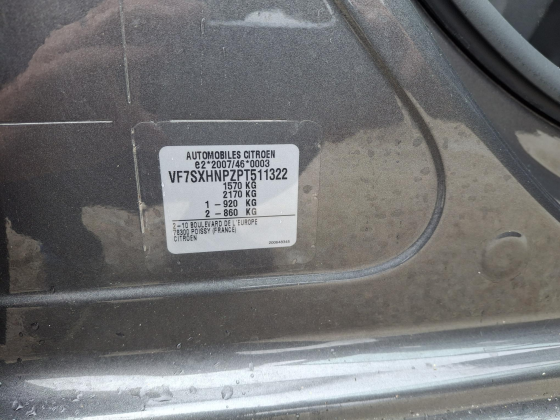 AUTOMOBILES CITROEN
e2*2007/46*0003
VF7SXHNPZPT511322
1570 KG
2170 KG
1 - 920 KG
2 - 860 KG
2-10 BOULEVARD DE L'EUROPE
78300 POISSY (FRANCE)
CITROËN